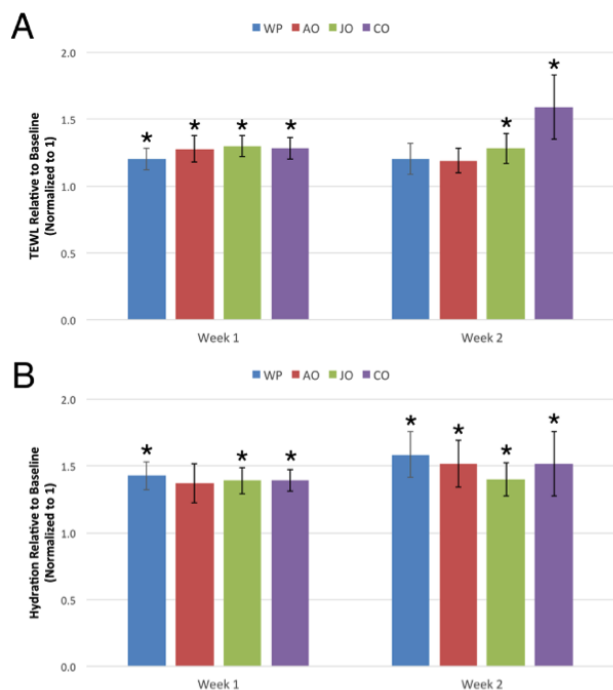 A
WP AO JO CO
2.0
1.5
1.0
0.5
0.0
TEWL Relative to Baseline
(Normalized to 1)
* * * * * *
Week 1 Week 2
B
WP AO JO CO
2.0
1.5
1.0
0.5
0.0
Hydration Relative to Baseline
(Normalized to 1)
* * * * * * *
Week 1 Week 2